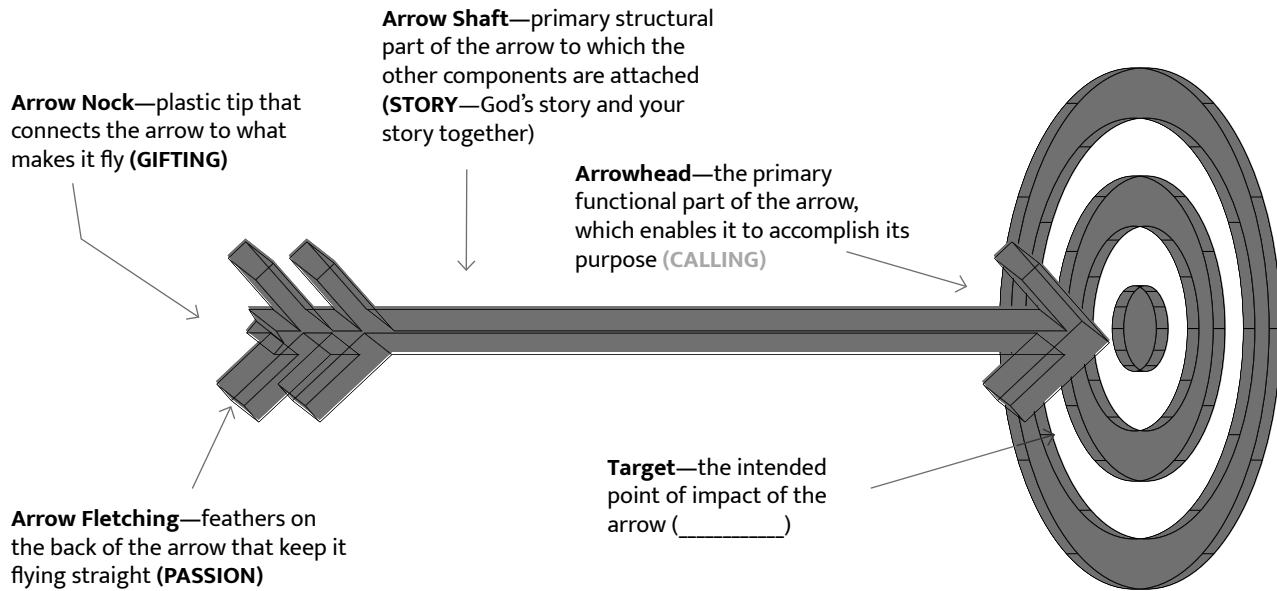 Arrow Shaft—primary structural
part of the arrow to which the
other components are attached
(STORY—God’s story and your
story together)
Arrow Nock—plastic tip that
connects the arrow to what
makes it fly (GIFTING)
Arrowhead—the primary
functional part of the arrow,
which enables it to accomplish its
purpose (CALLING)
Target—the intended
point of impact of the
arrow (____________)
Arrow Fletching—feathers on
the back of the arrow that keep it
flying straight (PASSION)